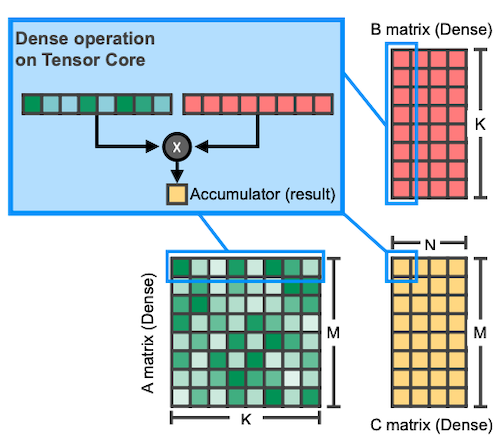 Dense operation
on Tensor Core
B matrix (Dense)
K
X
Accumulator (result)
N
A matrix (Dense)
M
M
K
C matrix (Dense)